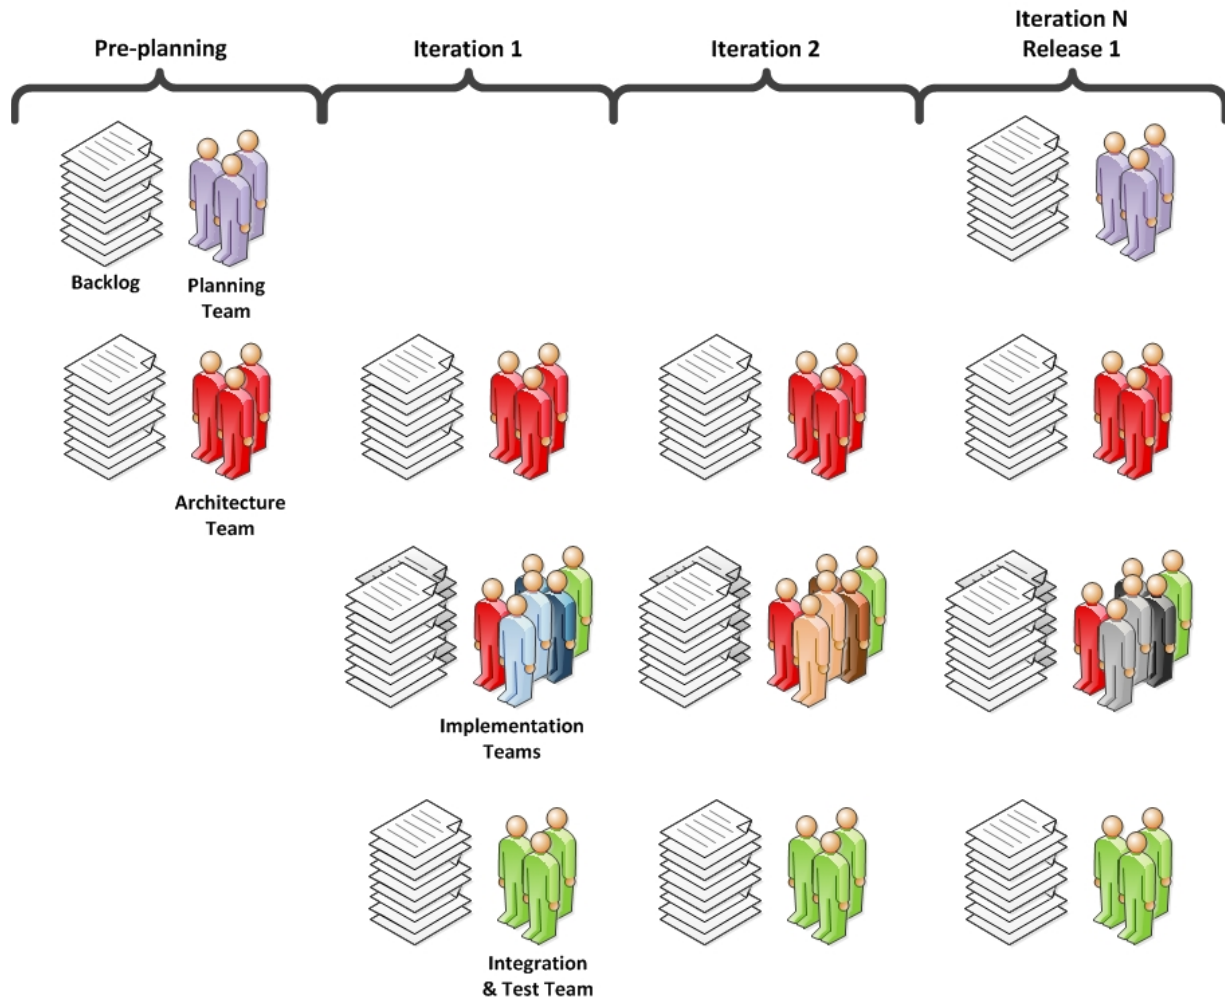 Pre-planning
Iteration 1
Iteration 2
Iteration N
Release 1
Backlog
Planning
Team
Architecture
Team
Implementation
Teams
Integration
& Test Team